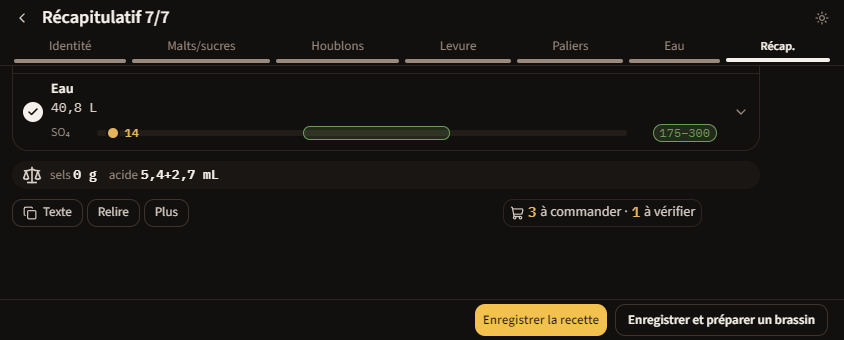 Récapitulatif 7/7
Identité Malts/sucres Houblons Levure Paliers Eau Récap.
Eau
40,8 L
SO₄ 14 175–300
sels 0 g acide 5,4+2,7 mL
Texte Relire Plus 3 à commander · 1 à vérifier
Enregistrer la recette Enregistrer et préparer un brassin